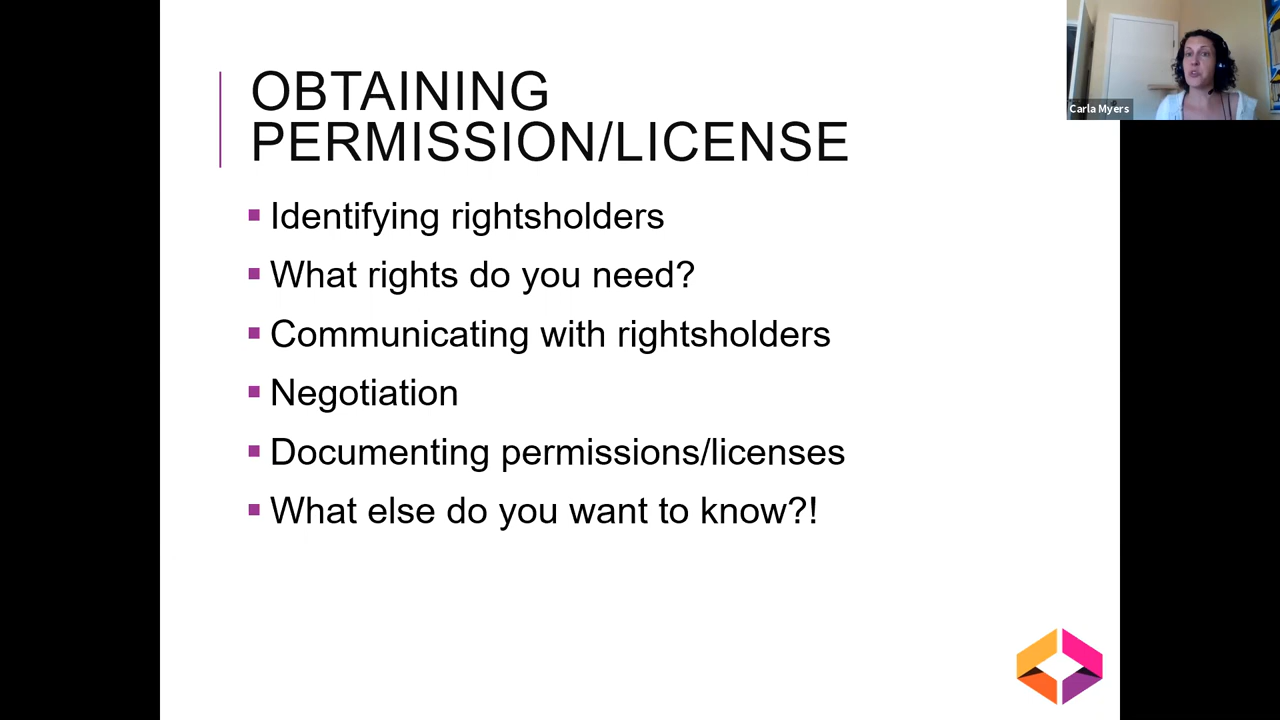 OBTAINING
PERMISSION/LICENSE
Identifying rightsholders
What rights do you need?
Communicating with rightsholders
Negotiation
Documenting permissions/licenses
What else do you want to know?!
Carla Myers